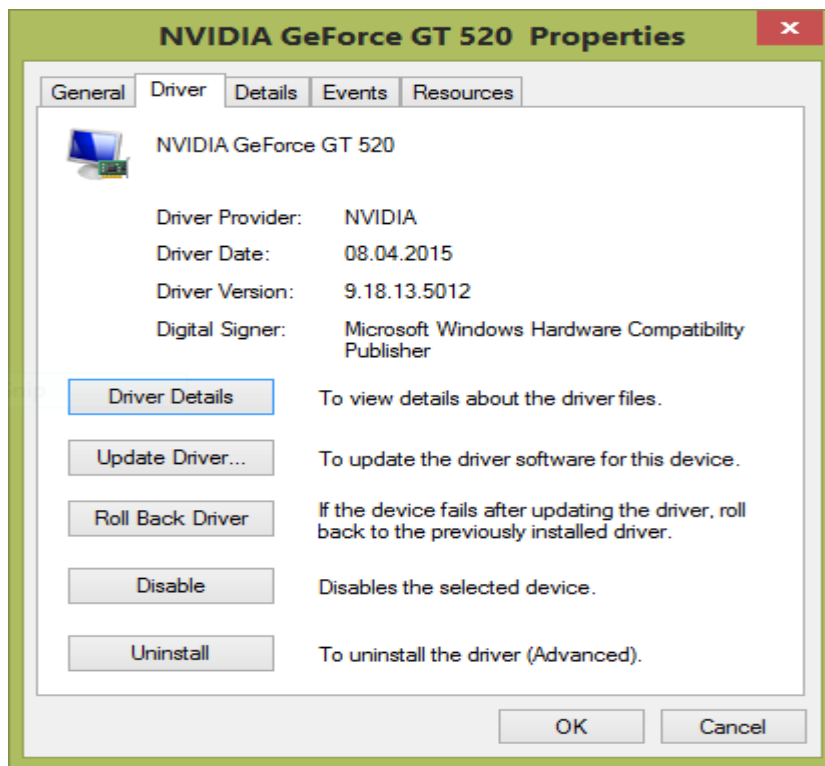 NVIDIA GeForce GT 520 Properties
x
General Driver Details Events Resources
NVIDIA GeForce GT 520
Driver Provider: NVIDIA
Driver Date: 08.04.2015
Driver Version: 9.18.13.5012
Digital Signer: Microsoft Windows Hardware Compatibility
Publisher
Driver Details To view details about the driver files.
Update Driver... To update the driver software for this device.
Roll Back Driver If the device fails after updating the driver, roll
back to the previously installed driver.
Disable Disables the selected device.
Uninstall To uninstall the driver (Advanced).
OK Cancel